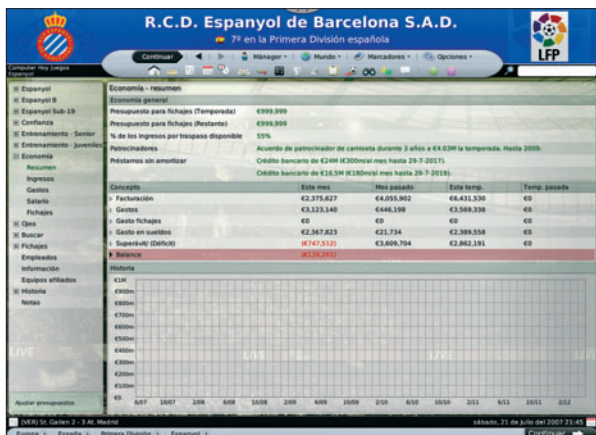 R.C.D. Espanyol de Barcelona S.A.D.
7º en la Primera División española
LFP
Continuar Mánager Mundo Marcadores Opciones
Computer Hoy Juegos
Espanyol
Espanyol
Espanyol B
Espanyol Sub-19
Confianza
Entrenamiento - Senior
Entrenamiento - Juveniles
Economía
Resumen
Ingresos
Gastos
Salario
Fichajes
Ojeo
Buscar
Fichajes
Empleados
Información
Equipos afiliados
Historia
Notas
Ajustar presupuestos
Economía - resumen
Economía general
Presupuesto para fichajes (Temporada) €999,999
Presupuesto para fichajes (Restante) €999,999
% de los ingresos por traspaso disponible 55%
Patrocinadores Acuerdo de patrocinador de camiseta durante 3 años a €4.03M la temporada. Hasta 2009.
Préstamos sin amortizar Crédito bancario de €24M (€300m/al mes hasta 29-7-2017).
Crédito bancario de €16.5M (€180m/al mes hasta 29-7-2019).
Concepto Este mes Mes pasado Esta temp. Temp. pasada
Facturación €2,375,627 €4,055,902 €6,431,530 €0
Gastos €3,123,140 €446,198 €3,569,338 €0
Gasto fichajes €0 €0 €0 €0
Gasto en sueldos €2,367,823 €21,734 €2,389,558 €0
Superávit/ (Déficit) (€747,512) €3,609,704 €2,862,191 €0
Balance
Historia
€1M
€900m
€800m
€700m
€600m
€500m
€400m
€300m
€200m
€100m
€0
6/07 10/07 2/08 6/08 10/08 2/09 6/09 10/09 2/10 6/10 10/10 2/11 6/11 10/11 2/12
LIVE
(VER) St. Gallen 2 - 3 At. Madrid
sábado, 21 de julio del 2007 21:45
Europa España Primera División Espanyol
Continuar